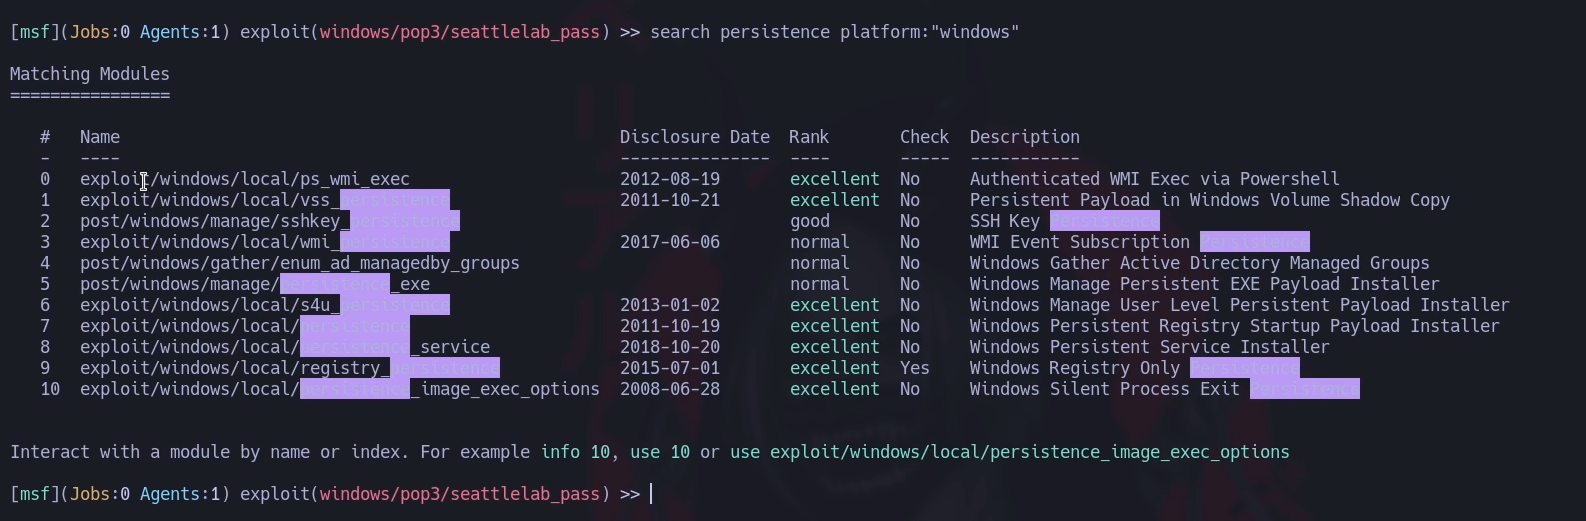 [msf](Jobs:0 Agents:1) exploit(windows/pop3/seattlelab_pass) >> search persistence platform:"windows"
Matching Modules
================
#   Name   Disclosure Date   Rank   Check   Description
-   ----   ---------------   ----   -----   -----------
0   exploit/windows/local/ps_wmi_exec   2012-08-19   excellent   No   Authenticated WMI Exec via Powershell
1   exploit/windows/local/vss_persistence   2011-10-21   excellent   No   Persistent Payload in Windows Volume Shadow Copy
2   post/windows/manage/sshkey_persistence   good   No   SSH Key Persistence
3   exploit/windows/local/wmi_persistence   2017-06-06   normal   No   WMI Event Subscription Persistence
4   post/windows/gather/enum_ad_managedby_groups   normal   No   Windows Gather Active Directory Managed Groups
5   post/windows/manage/persistence_exe   normal   No   Windows Manage Persistent EXE Payload Installer
6   exploit/windows/local/s4u_persistence   2013-01-02   excellent   No   Windows Manage User Level Persistent Payload Installer
7   exploit/windows/local/persistence   2011-10-19   excellent   No   Windows Persistent Registry Startup Payload Installer
8   exploit/windows/local/persistence_service   2018-10-20   excellent   No   Windows Persistent Service Installer
9   exploit/windows/local/registry_persistence   2015-07-01   excellent   Yes   Windows Registry Only Persistence
10   exploit/windows/local/persistence_image_exec_options   2008-06-28   excellent   No   Windows Silent Process Exit Persistence
Interact with a module by name or index. For example info 10, use 10 or use exploit/windows/local/persistence_image_exec_options
[msf](Jobs:0 Agents:1) exploit(windows/pop3/seattlelab_pass) >>